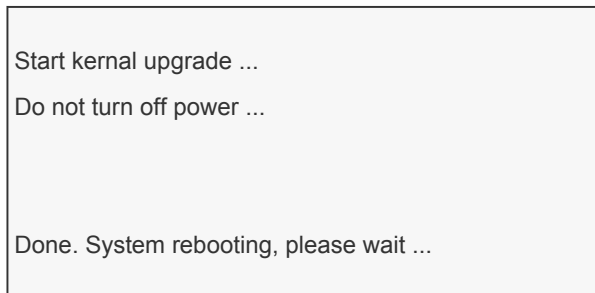 Start kernal upgrade ...
Do not turn off power ...
Done. System rebooting, please wait ...